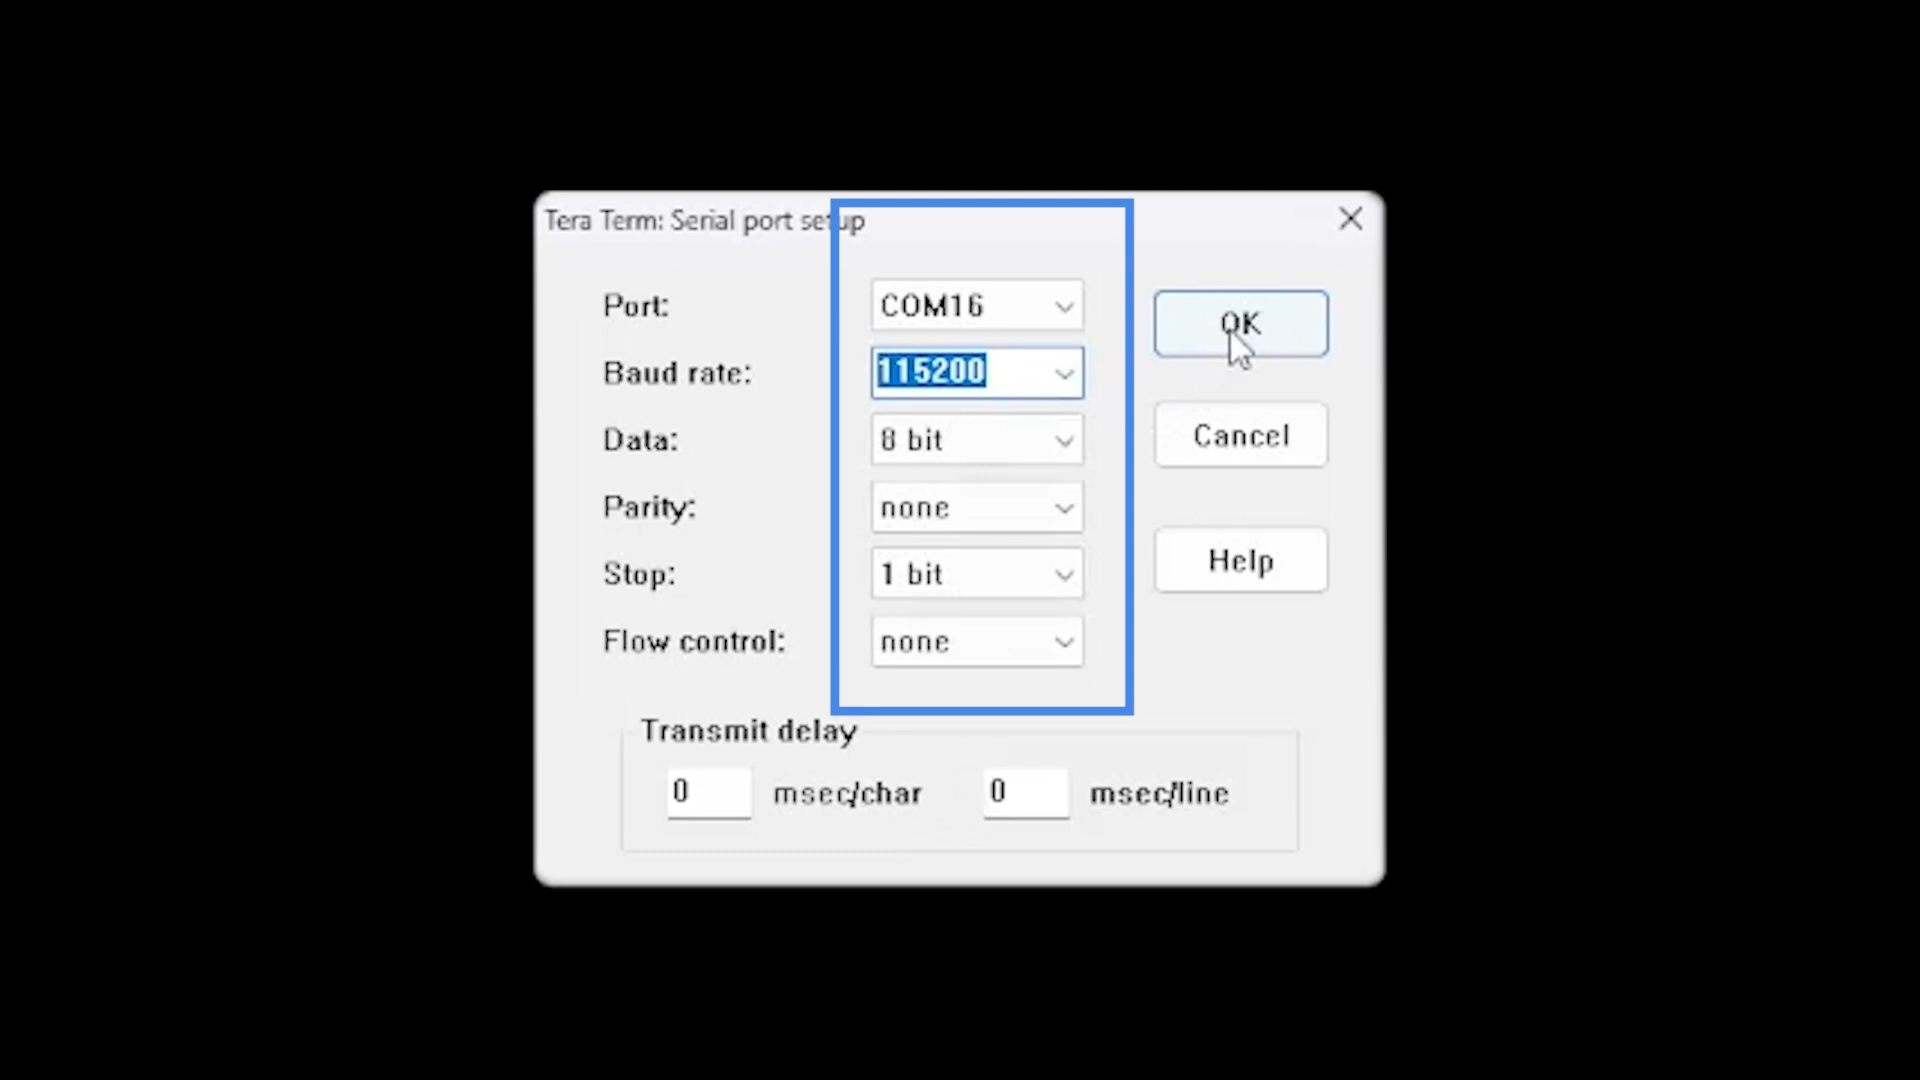 Tera Term: Serial port setup
Port: COM16
OK
Baud rate: 115200
Data: 8 bit
Cancel
Parity: none
Stop: 1 bit
Help
Flow control: none
Transmit delay
0 msec/char 0 msec/line